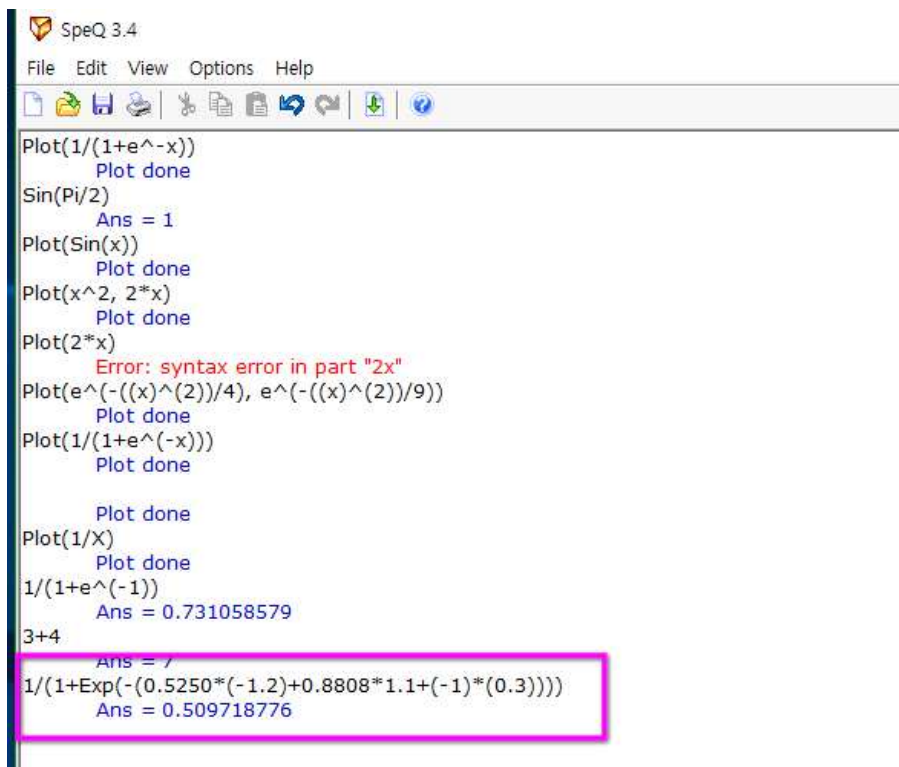 SpeQ 3.4
File Edit View Options Help
Plot(1/(1+e^-x))
Plot done
Sin(Pi/2)
Ans = 1
Plot(Sin(x))
Plot done
Plot(x^2, 2*x)
Plot done
Plot(2*x)
Error: syntax error in part "2x"
Plot(e^(-((x)^(2))/4), e^(-((x)^(2))/9))
Plot done
Plot(1/(1+e^(-x)))
Plot done
Plot done
Plot(1/X)
Plot done
1/(1+e^(-1))
Ans = 0.731058579
3+4
Ans = 7
1/(1+Exp(-(0.5250*(-1.2)+0.8808*1.1+(-1)*(0.3))))
Ans = 0.509718776